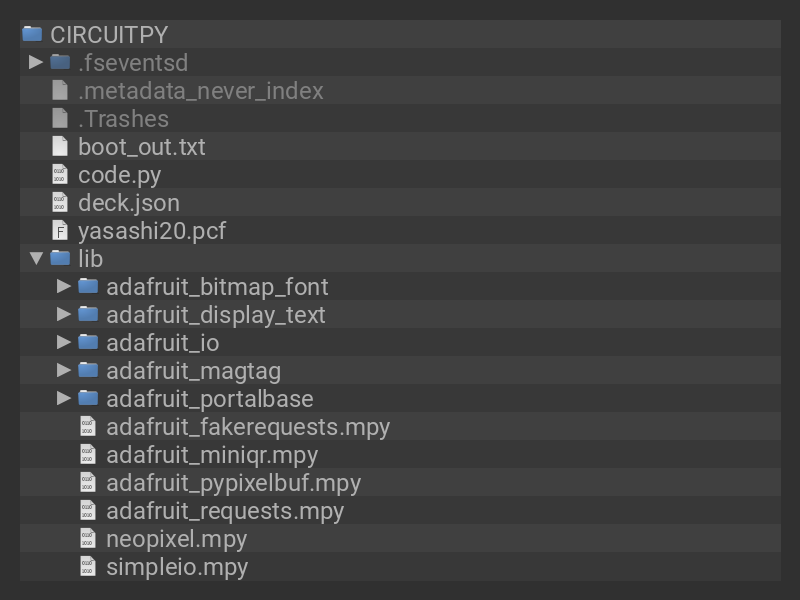 CIRCUITPY
.fseventsd
.metadata_never_index
.Trashes
boot_out.txt
code.py
deck.json
yasashi20.pcf
lib
adafruit_bitmap_font
adafruit_display_text
adafruit_io
adafruit_magtag
adafruit_portalbase
adafruit_fakerequests.mpy
adafruit_miniqr.mpy
adafruit_pypixelbuf.mpy
adafruit_requests.mpy
neopixel.mpy
simpleio.mpy